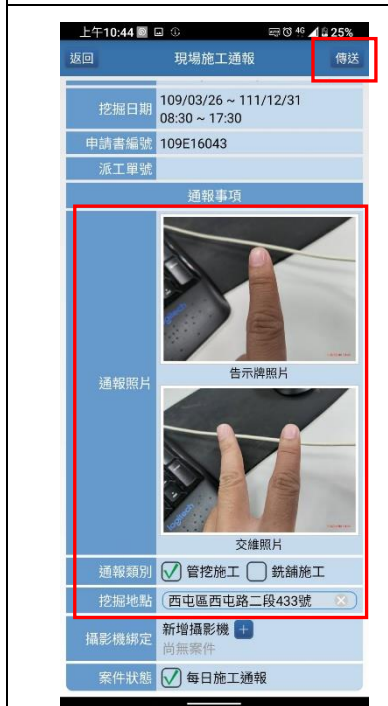 上午10:44 4G 25%
返回 現場施工通報 傳送
挖掘日期 109/03/26 ~ 111/12/31
08:30 ~ 17:30
申請書編號 109E16043
派工單號
通報事項
通報照片
logitech
告示牌照片
logitech
交維照片
通報類別 管挖施工 銑舖施工
挖掘地點 西屯區西屯路二段433號
攝影機綁定 新增攝影機 +
尚無案件
案件狀態 每日施工通報